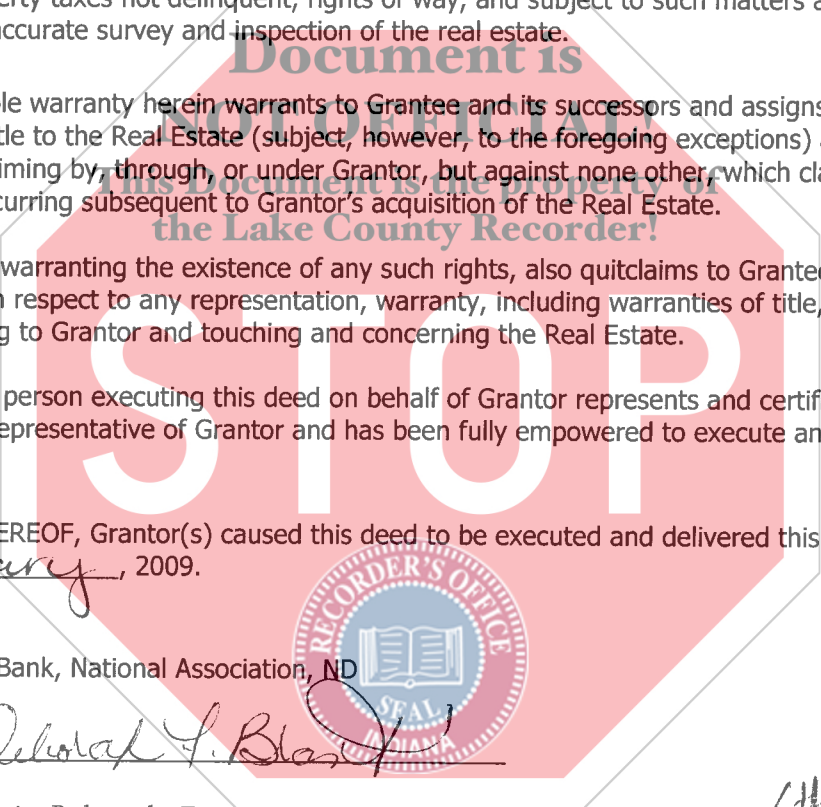 erty taxes not delinquent, rights of way, and subject to such matters a
accurate survey and inspection of the real estate.
Document is
le warranty herein warrants to Grantee and its successors and assigns
NOT OFFICIAL!
tle to the Real Estate (subject, however, to the foregoing exceptions)
iming by, through, or under Grantor, but against none other, which cla
This Document is the property of
curring subsequent to Grantor's acquisition of the Real Estate.
the Lake County Recorder!
warranting the existence of any such rights, also quitclaims to Grantee
n respect to any representation, warranty, including warranties of title,
g to Grantor and touching and concerning the Real Estate.
STOP
person executing this deed on behalf of Grantor represents and certif
epresentative of Grantor and has been fully empowered to execute an
EREOF, Grantor(s) caused this deed to be executed and delivered this
ary, 2009.
RECORDER'S OFFICE
SEAL
INDIANA
Bank, National Association, ND
Deborah F.